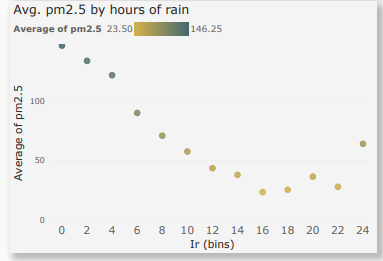 Avg. pm2.5 by hours of rain
Average of pm2.5 23.50 146.25
Average of pm2.5
100
50
0
0 2 4 6 8 10 12 14 16 18 20 22 24
Ir (bins)